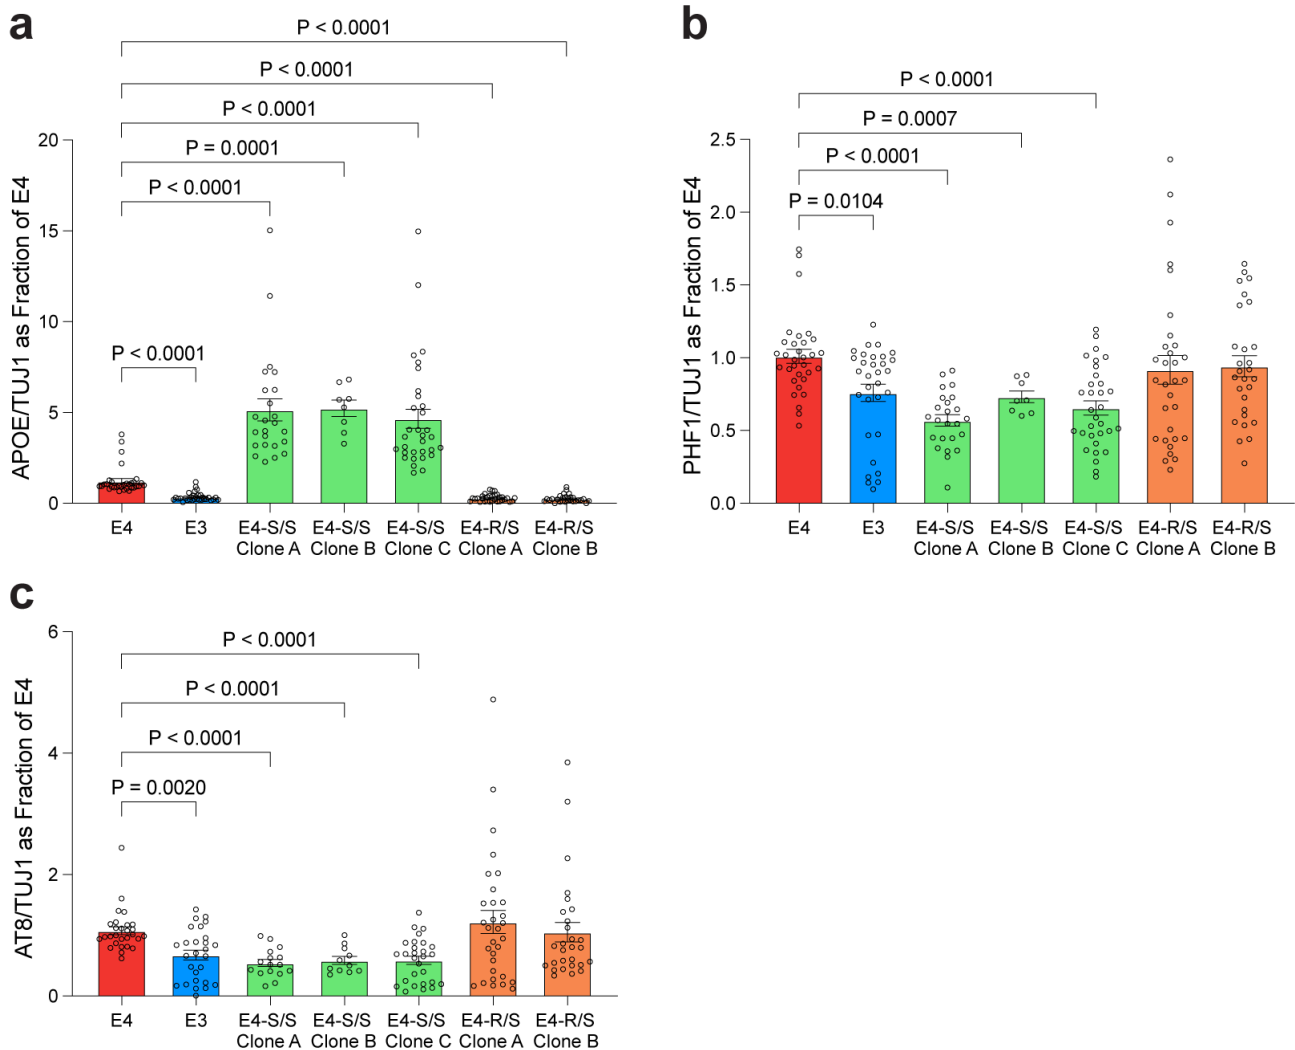 a
P < 0.0001
P < 0.0001
P < 0.0001
P = 0.0001
P < 0.0001
P < 0.0001
APOE/TUJ1 as Fraction of E4
20
15
10
5
0
E4
E3
E4-S/S
Clone A
E4-S/S
Clone B
E4-S/S
Clone C
E4-R/S
Clone A
E4-R/S
Clone B
b
P < 0.0001
P = 0.0007
P < 0.0001
P = 0.0104
PHF1/TUJ1 as Fraction of E4
2.5
2.0
1.5
1.0
0.5
0.0
E4
E3
E4-S/S
Clone A
E4-S/S
Clone B
E4-S/S
Clone C
E4-R/S
Clone A
E4-R/S
Clone B
c
P < 0.0001
P < 0.0001
P < 0.0001
P = 0.0020
AT8/TUJ1 as Fraction of E4
6
4
2
0
E4
E3
E4-S/S
Clone A
E4-S/S
Clone B
E4-S/S
Clone C
E4-R/S
Clone A
E4-R/S
Clone B